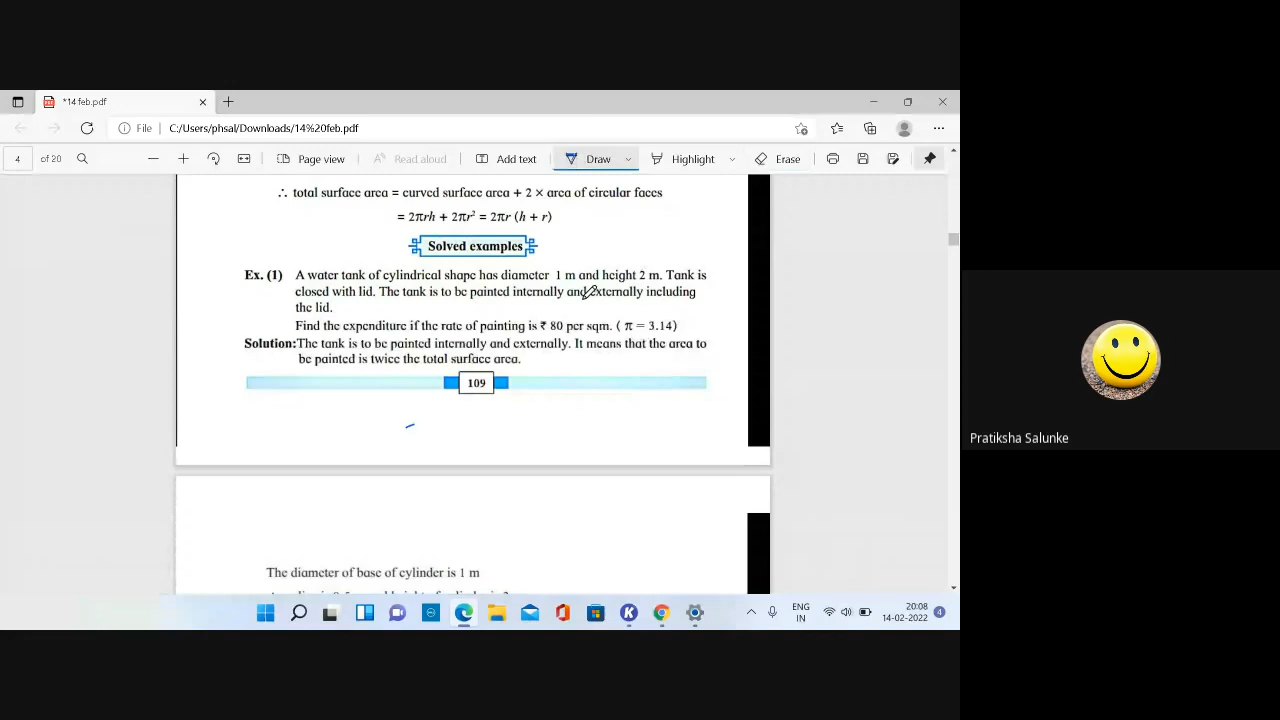 *14 feb.pdf
File C:/Users/phsal/Downloads/14%20feb.pdf
4 of 20 Page view Read aloud Add text Draw Highlight Erase
∴ total surface area = curved surface area + 2 × area of circular faces
= 2πrh + 2πr² = 2πr (h + r)
Solved examples
Ex. (1) A water tank of cylindrical shape has diameter 1 m and height 2 m. Tank is
closed with lid. The tank is to be painted internally and externally including
the lid.
Find the expenditure if the rate of painting is ₹ 80 per sqm. ( π = 3.14)
Solution:The tank is to be painted internally and externally. It means that the area to
be painted is twice the total surface area.
109
The diameter of base of cylinder is 1 m
Pratiksha Salunke
ENG
IN
20:08
14-02-2022
4